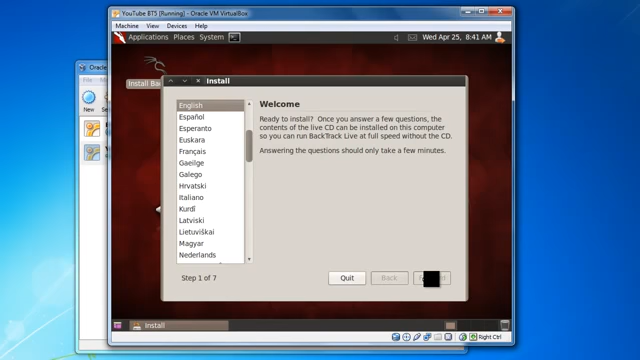 YouTube BT5 [Running] - Oracle VM VirtualBox
Machine View Devices Help
Applications Places System
Wed Apr 25, 8:41 AM
Oracle
New
Install
English
Español
Esperanto
Euskara
Français
Gaeilge
Galego
Hrvatski
Italiano
Kurdî
Latviski
Lietuviškai
Magyar
Nederlands
Welcome
Ready to install? Once you answer a few questions, the
contents of the live CD can be installed on this computer
so you can run BackTrack Live at full speed without the CD.
Answering the questions should only take a few minutes.
Step 1 of 7
Quit
Back
Install
Right Ctrl